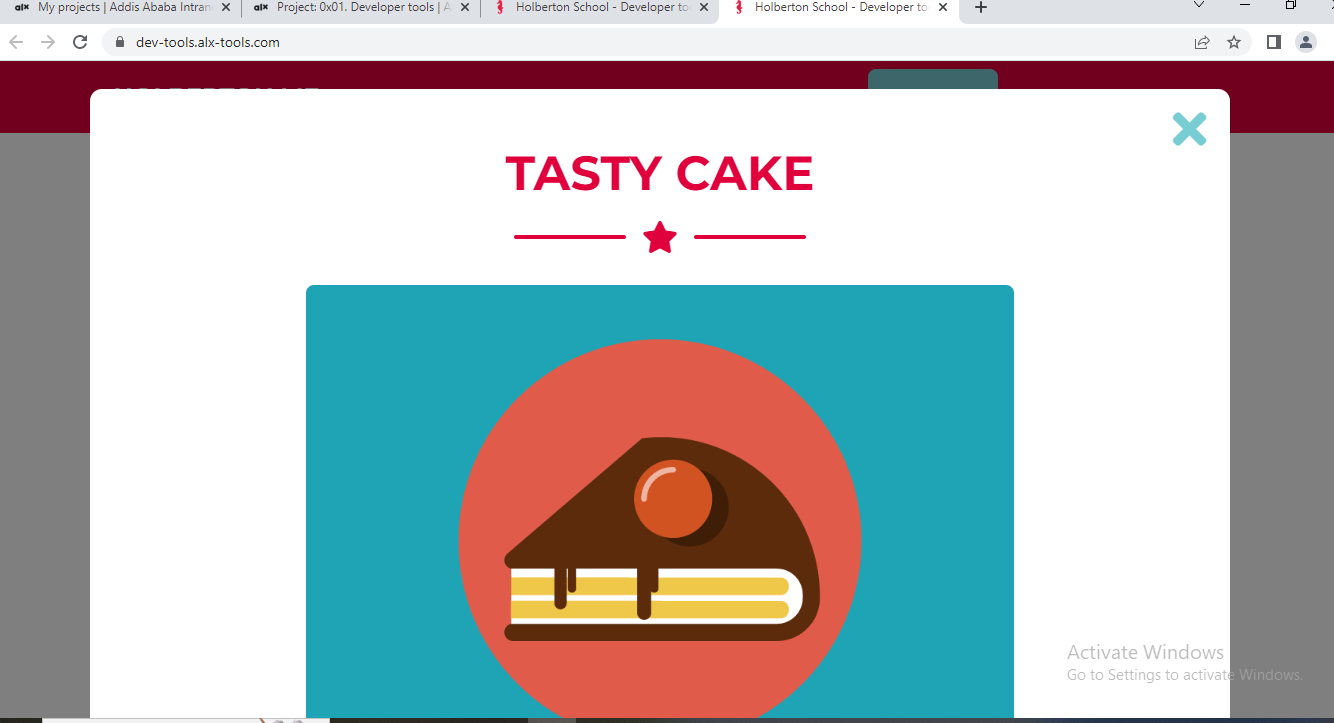 alx My projects | Addis Ababa Intran
alx Project: 0x01. Developer tools | A
Holberton School - Developer to
Holberton School - Developer to
dev-tools.alx-tools.com
TASTY CAKE
Activate Windows
Go to Settings to activate Windows.